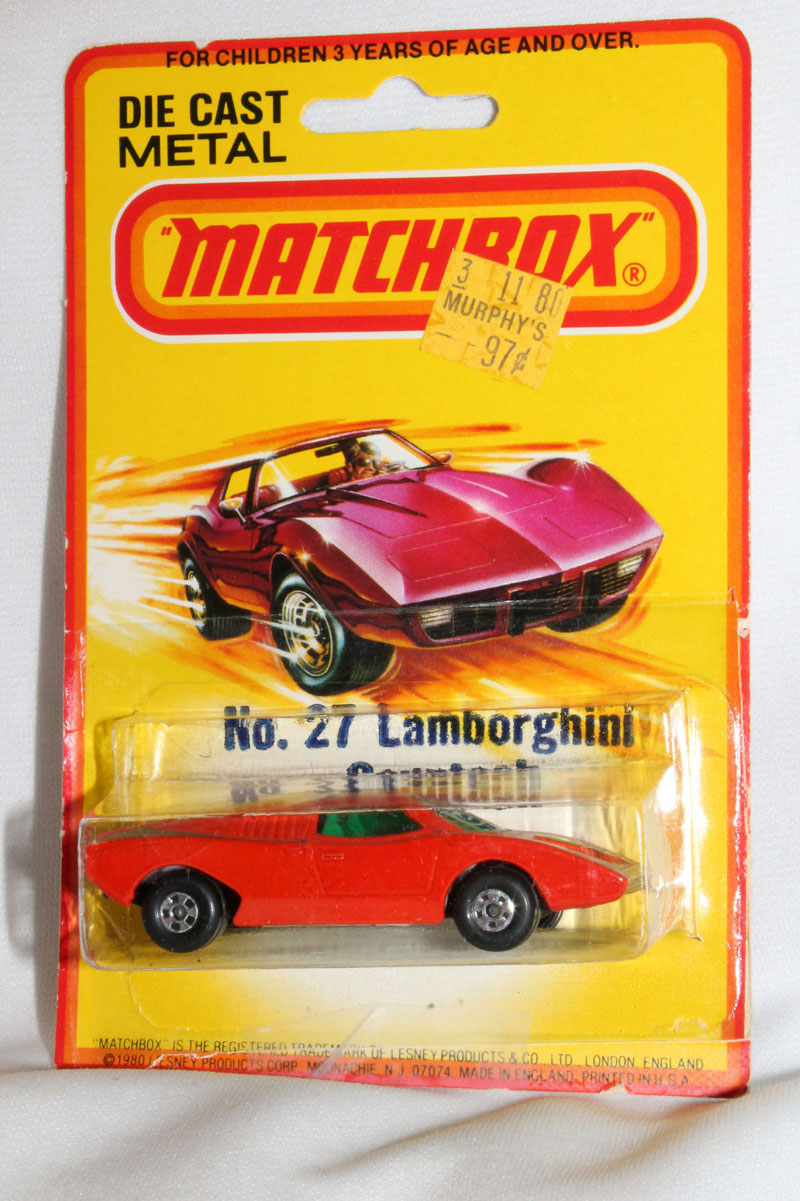 FOR CHILDREN 3 YEARS OF AGE AND OVER.
DIE CAST
METAL
"MATCHBOX"®
3 11 80
MURPHY'S
97¢
No. 27 Lamborghini
Countach
"MATCHBOX" IS THE REGISTERED TRADEMARK OF LESNEY PRODUCTS & CO. LTD. LONDON, ENGLAND
©1980 LESNEY PRODUCTS CORP. MOONACHIE, N.J. 07074. MADE IN ENGLAND. PRINTED IN U.S.A.